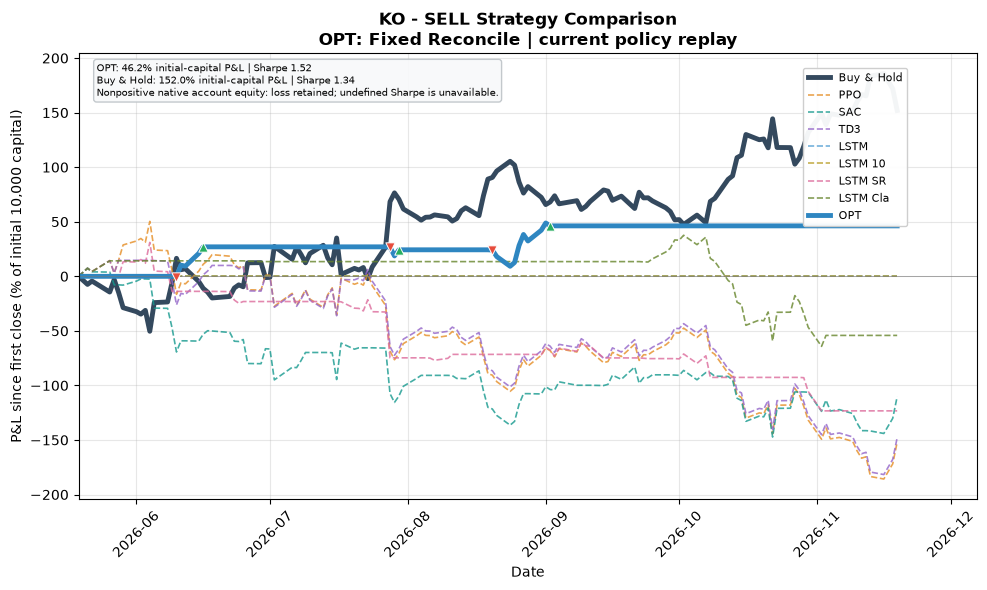 KO - SELL Strategy Comparison
OPT: Fixed Reconcile | current policy replay
OPT: 46.2% initial-capital P&L | Sharpe 1.52
Buy & Hold: 152.0% initial-capital P&L | Sharpe 1.34
Nonpositive native account equity: loss retained; undefined Sharpe is unavailable.
Buy & Hold
PPO
SAC
TD3
LSTM
LSTM 10
LSTM SR
LSTM Cla
OPT
P&L since first close (% of initial 10,000 capital)
200
150
100
50
0
−50
−100
−150
−200
2026-06
2026-07
2026-08
2026-09
2026-10
2026-11
2026-12
Date